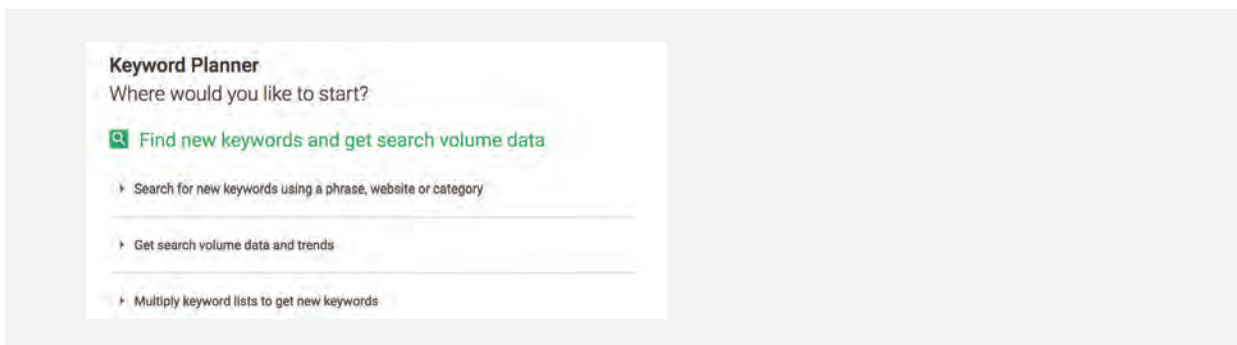 Keyword Planner
Where would you like to start?
Find new keywords and get search volume data
Search for new keywords using a phrase, website or category
Get search volume data and trends
Multiply keyword lists to get new keywords